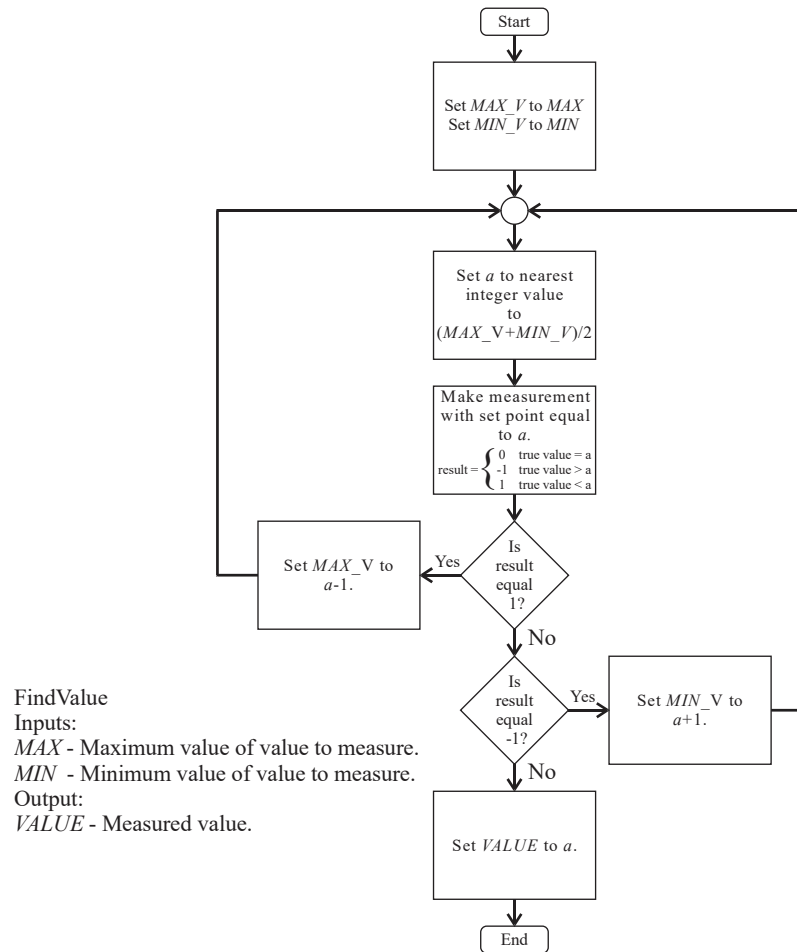 Start
Set MAX_V to MAX
Set MIN_V to MIN
Set a to nearest
integer value
to
(MAX_V+MIN_V)/2
Make measurement
with set point equal
to a.
result = { 0 true value = a
-1 true value > a
1 true value < a
Is
result
equal
1?
Yes
Set MAX_V to
a-1.
No
Is
result
equal
-1?
Yes
Set MIN_V to
a+1.
No
Set VALUE to a.
End
FindValue
Inputs:
MAX - Maximum value of value to measure.
MIN - Minimum value of value to measure.
Output:
VALUE - Measured value.